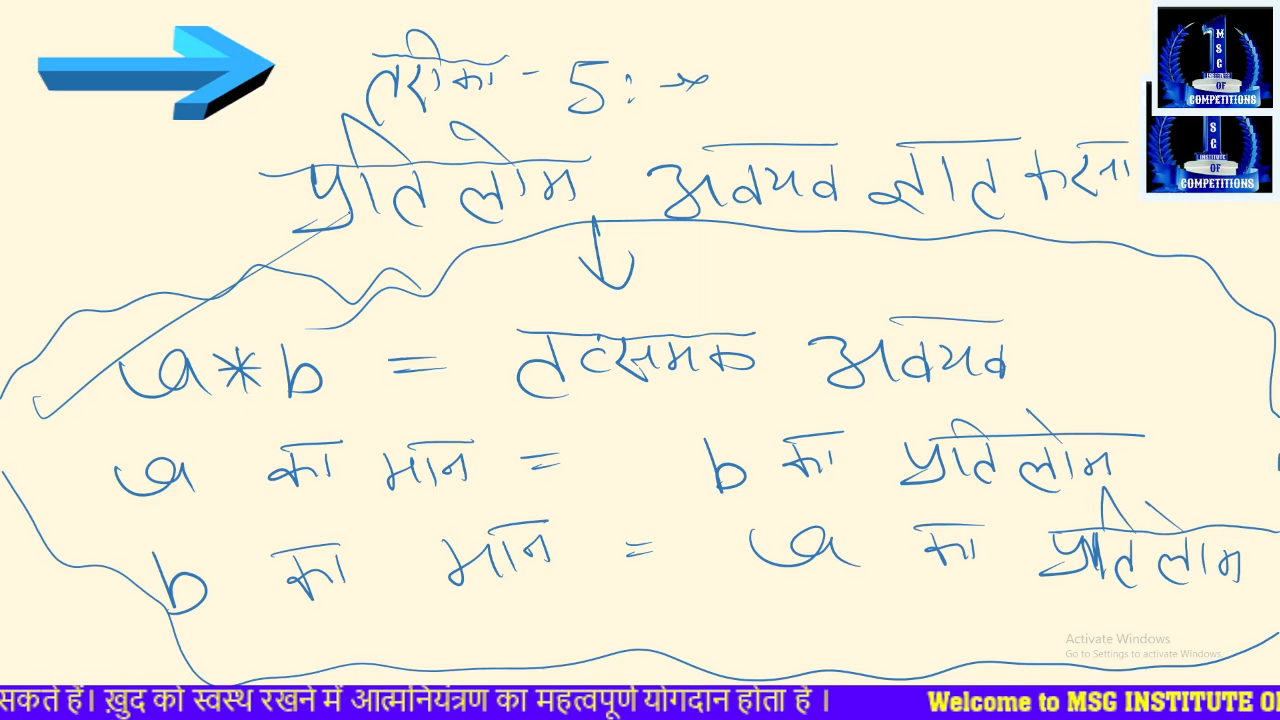 तरीका - 5 : →
प्रतिलोम अवयव ज्ञात करना
a * b = तत्समक अवयव
a का मान = b का प्रतिलोम
b का मान = a का प्रतिलोम
1
MSG
INSTITUTE
OF
COMPETITIONS
SG
INSTITUTE
OF
COMPETITIONS
Activate Windows
Go to Settings to activate Windows.
सकते हैं। ख़ुद को स्वस्थ रखने में आत्मनियंत्रण का महत्वपूर्ण योगदान होता है । Welcome to MSG INSTITUTE